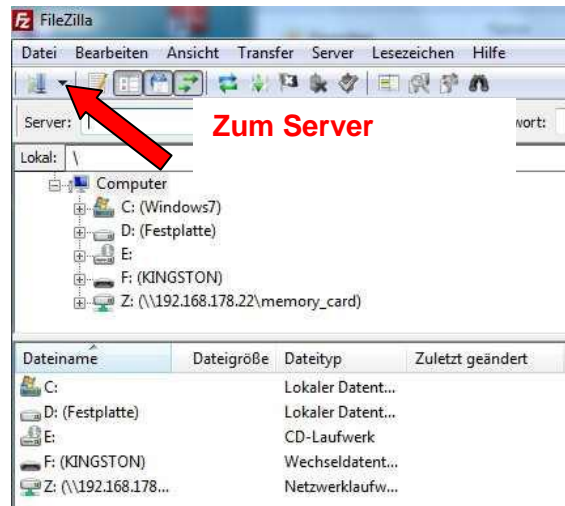 FileZilla
Datei Bearbeiten Ansicht Transfer Server Lesezeichen Hilfe
Server: Zum Server wort:
Lokal: \
Computer
C: (Windows7)
D: (Festplatte)
E:
F: (KINGSTON)
Z: (\\192.168.178.22\memory_card)
Dateiname Dateigröße Dateityp Zuletzt geändert
C: Lokaler Datent...
D: (Festplatte) Lokaler Datent...
E: CD-Laufwerk
F: (KINGSTON) Wechseldatent...
Z: (\\192.168.178... Netzwerklaufw...